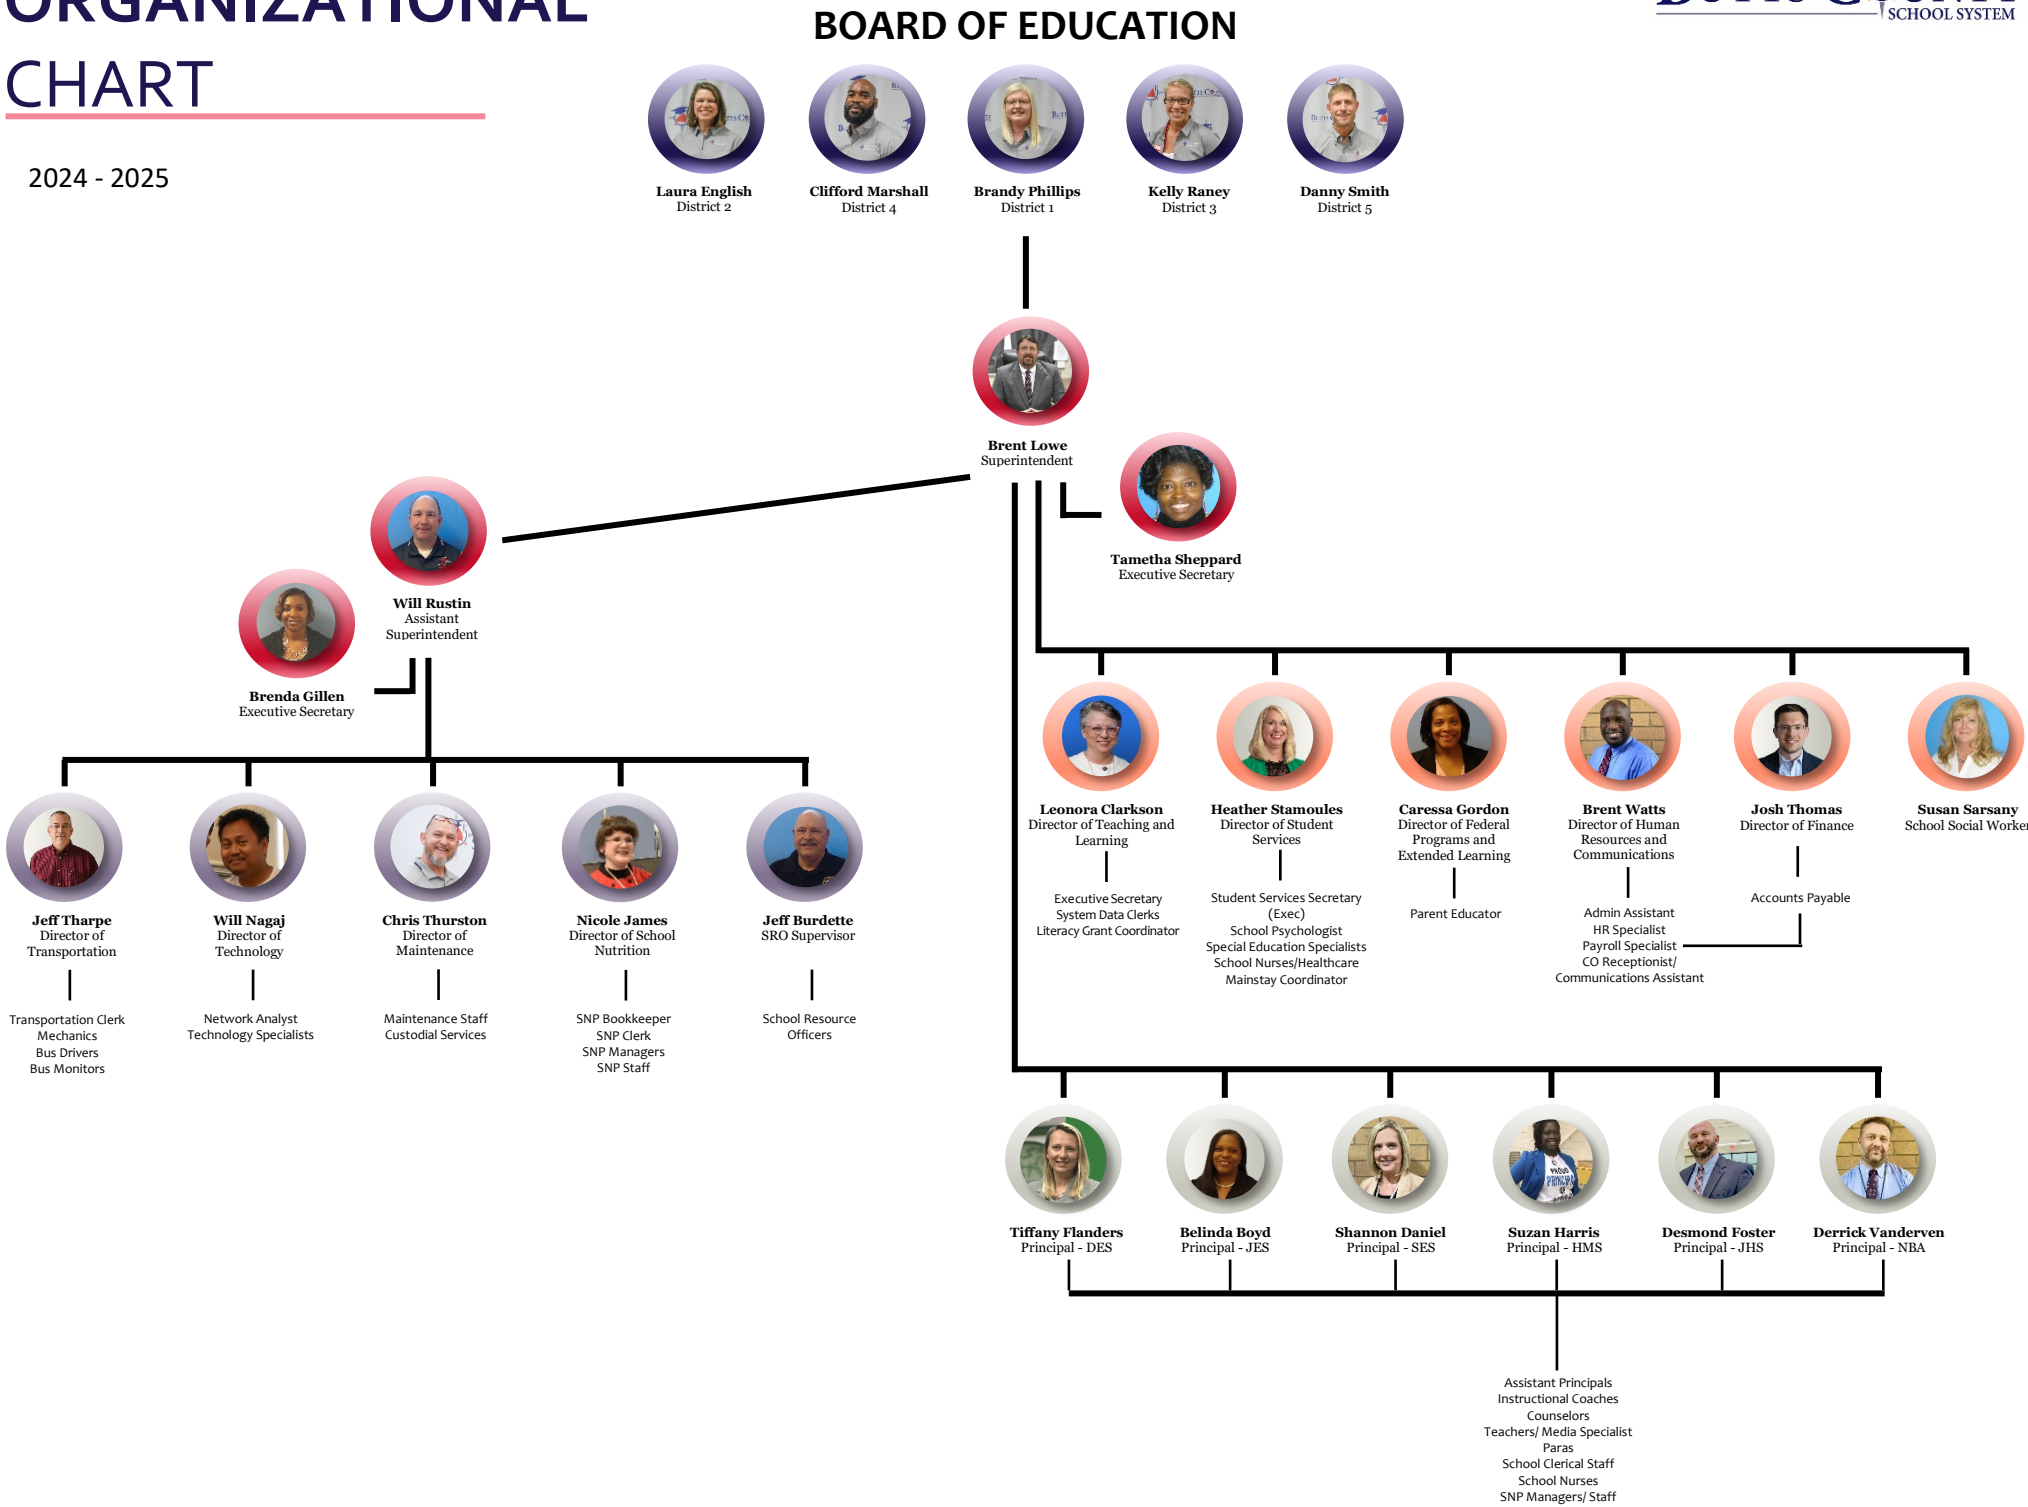 ORGANIZATIONAL
CHART
2024 - 2025
BOARD OF EDUCATION
BUTTS COUNTY
SCHOOL SYSTEM
Laura English
District 2
Clifford Marshall
District 4
Brandy Phillips
District 1
Kelly Raney
District 3
Danny Smith
District 5
Brent Lowe
Superintendent
Tametha Sheppard
Executive Secretary
Will Rustin
Assistant
Superintendent
Brenda Gillen
Executive Secretary
Jeff Tharpe
Director of
Transportation
Transportation Clerk
Mechanics
Bus Drivers
Bus Monitors
Will Nagaj
Director of
Technology
Network Analyst
Technology Specialists
Chris Thurston
Director of
Maintenance
Maintenance Staff
Custodial Services
Nicole James
Director of School
Nutrition
SNP Bookkeeper
SNP Clerk
SNP Managers
SNP Staff
Jeff Burdette
SRO Supervisor
School Resource
Officers
Leonora Clarkson
Director of Teaching and
Learning
Executive Secretary
System Data Clerks
Literacy Grant Coordinator
Heather Stamoules
Director of Student
Services
Student Services Secretary
(Exec)
School Psychologist
Special Education Specialists
School Nurses/Healthcare
Mainstay Coordinator
Caressa Gordon
Director of Federal
Programs and
Extended Learning
Parent Educator
Brent Watts
Director of Human
Resources and
Communications
Admin Assistant
HR Specialist
Payroll Specialist
CO Receptionist/
Communications Assistant
Josh Thomas
Director of Finance
Accounts Payable
Susan Sarsany
School Social Worker
Tiffany Flanders
Principal - DES
Belinda Boyd
Principal - JES
Shannon Daniel
Principal - SES
Suzan Harris
Principal - HMS
Desmond Foster
Principal - JHS
Derrick Vanderven
Principal - NBA
PROUD
Assistant Principals
Instructional Coaches
Counselors
Teachers/ Media Specialist
Paras
School Clerical Staff
School Nurses
SNP Managers/ Staff